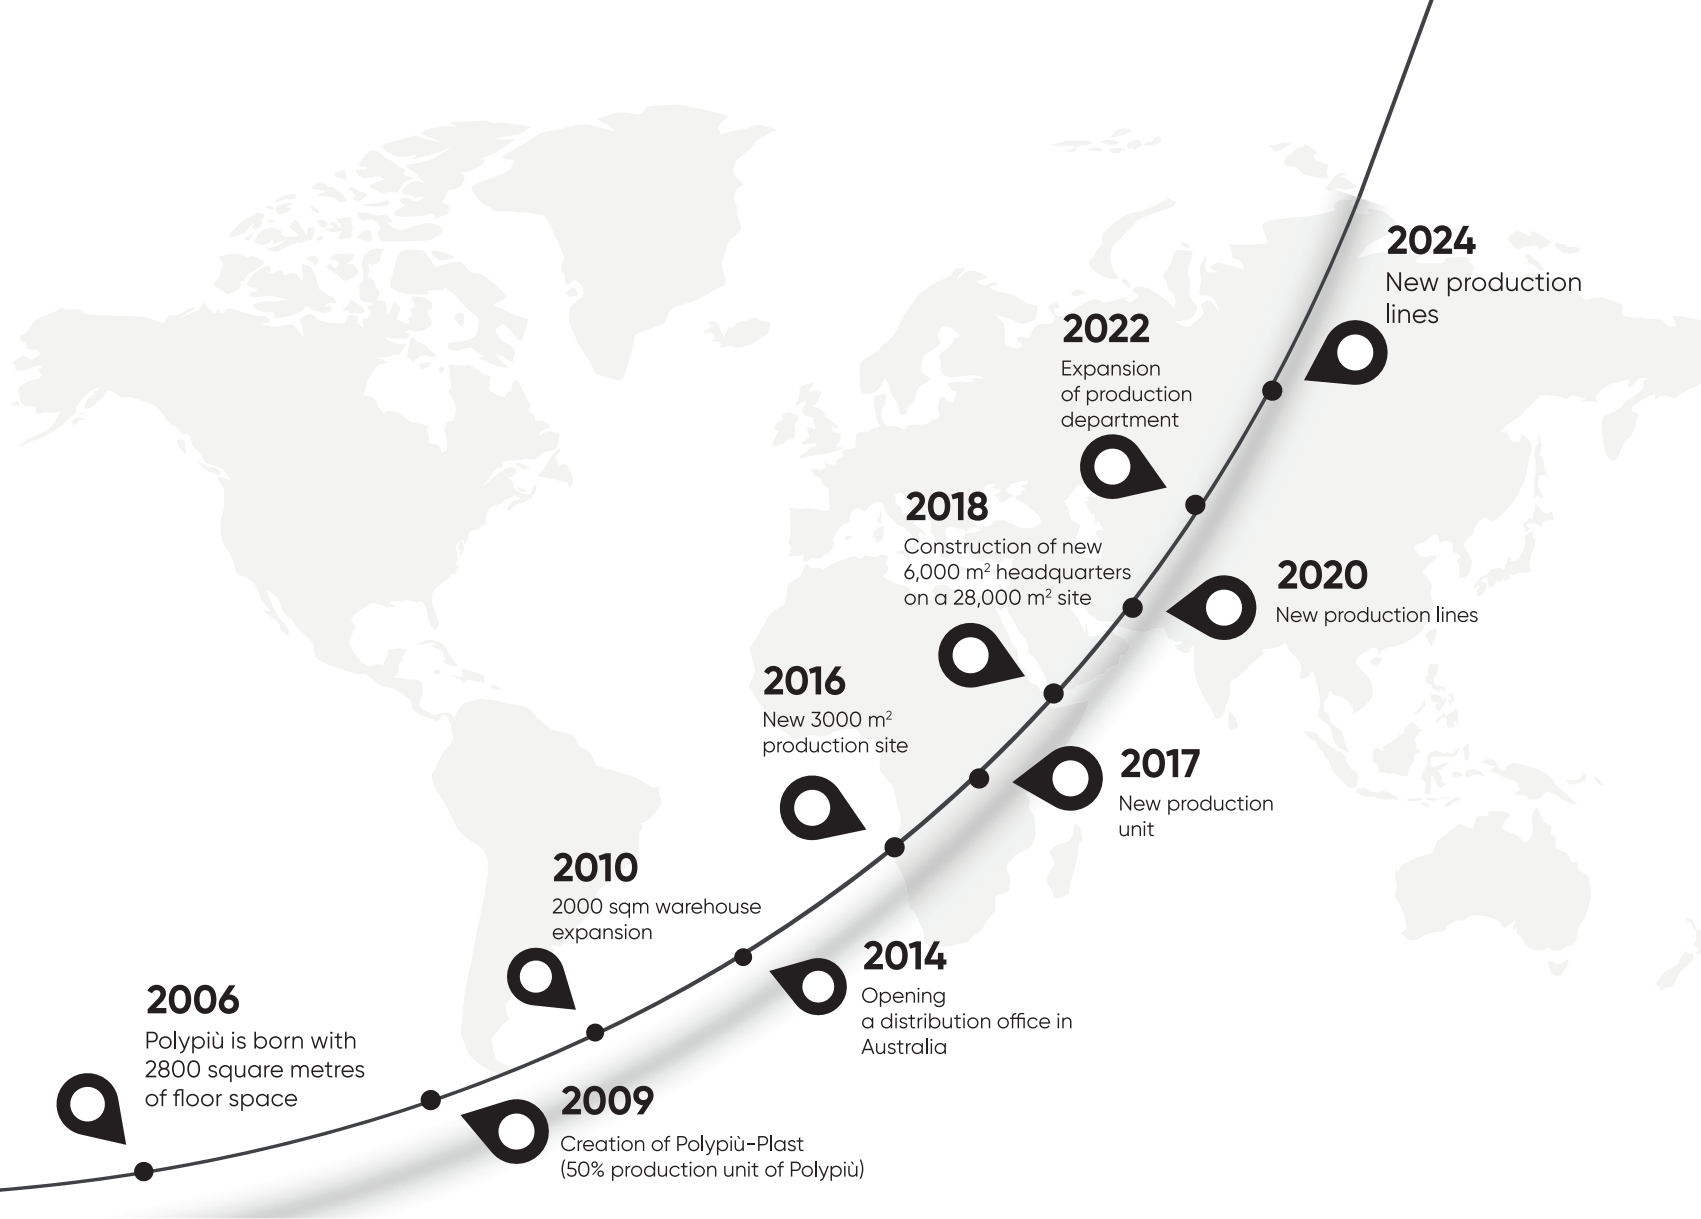 2006
Polypiù is born with
2800 square metres
of floor space
2009
Creation of Polypiù-Plast
(50% production unit of Polypiù)
2010
2000 sqm warehouse
expansion
2014
Opening
a distribution office in
Australia
2016
New 3000 m²
production site
2017
New production
unit
2018
Construction of new
6,000 m² headquarters
on a 28,000 m² site
2020
New production lines
2022
Expansion
of production
department
2024
New production
lines